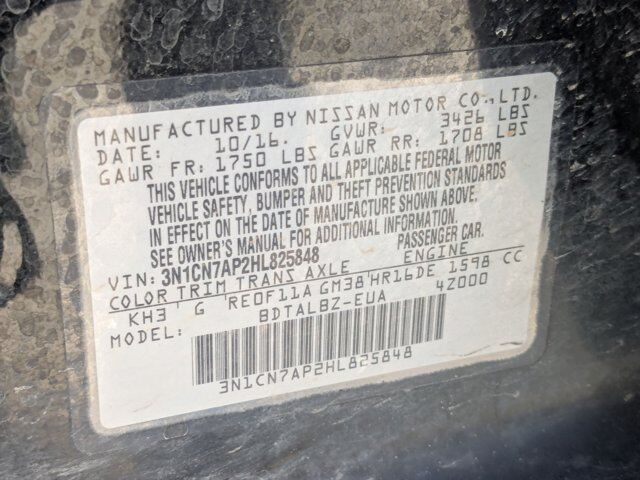 MANUFACTURED BY NISSAN MOTOR CO.,LTD.
DATE: 10/16. GVWR: 3426 LBS
GAWR FR: 1750 LBS GAWR RR: 1708 LBS
THIS VEHICLE CONFORMS TO ALL APPLICABLE FEDERAL MOTOR
VEHICLE SAFETY, BUMPER AND THEFT PREVENTION STANDARDS
IN EFFECT ON THE DATE OF MANUFACTURE SHOWN ABOVE.
SEE OWNER'S MANUAL FOR ADDITIONAL INFORMATION.
VIN: 3N1CN7AP2HL825848 PASSENGER CAR.
COLOR TRIM TRANS AXLE ENGINE
KH3 G RE0F11A GM38 HR16DE 1598 CC
MODEL: BDTALBZ-EUA 4Z000
3N1CN7AP2HL825848